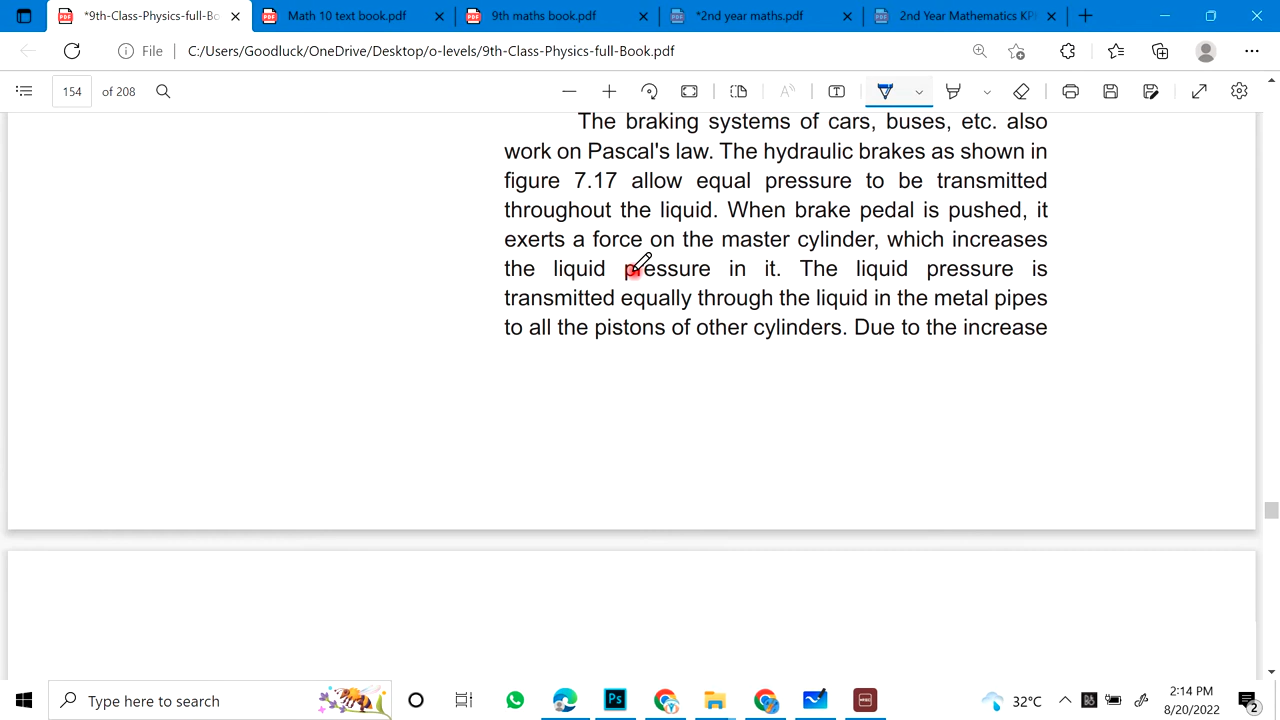 *9th-Class-Physics-full-Bo
Math 10 text book.pdf
9th maths book.pdf
*2nd year maths.pdf
2nd Year Mathematics KP
File
C:/Users/Goodluck/OneDrive/Desktop/o-levels/9th-Class-Physics-full-Book.pdf
154 of 208
The braking systems of cars, buses, etc. also
work on Pascal's law. The hydraulic brakes as shown in
figure 7.17 allow equal pressure to be transmitted
throughout the liquid. When brake pedal is pushed, it
exerts a force on the master cylinder, which increases
the liquid pressure in it. The liquid pressure is
transmitted equally through the liquid in the metal pipes
to all the pistons of other cylinders. Due to the increase
Type here to search
32°C
2:14 PM
8/20/2022
2